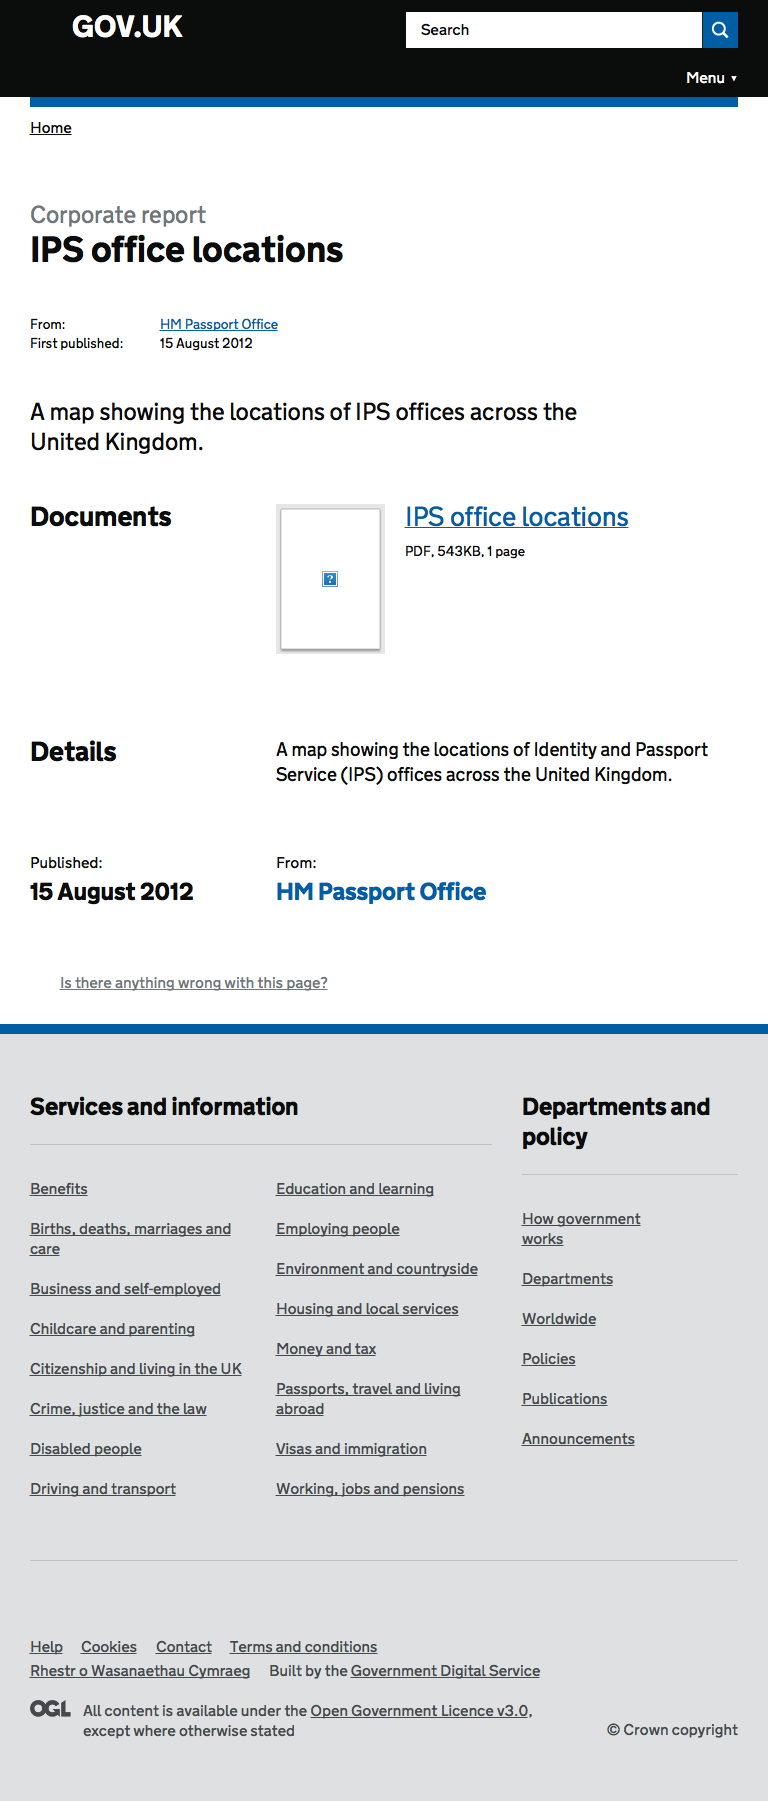 GOV.UK
Search
Menu ▼
Home
Corporate report
IPS office locations
From: HM Passport Office
First published: 15 August 2012
A map showing the locations of IPS offices across the
United Kingdom.
Documents
IPS office locations
PDF, 543KB, 1 page
?
Details
A map showing the locations of Identity and Passport
Service (IPS) offices across the United Kingdom.
Published:
15 August 2012
From:
HM Passport Office
Is there anything wrong with this page?
Services and information
Benefits
Births, deaths, marriages and
care
Business and self-employed
Childcare and parenting
Citizenship and living in the UK
Crime, justice and the law
Disabled people
Driving and transport
Education and learning
Employing people
Environment and countryside
Housing and local services
Money and tax
Passports, travel and living
abroad
Visas and immigration
Working, jobs and pensions
Departments and
policy
How government
works
Departments
Worldwide
Policies
Publications
Announcements
Help Cookies Contact Terms and conditions
Rhestr o Wasanaethau Cymraeg Built by the Government Digital Service
OGL All content is available under the Open Government Licence v3.0,
except where otherwise stated
© Crown copyright